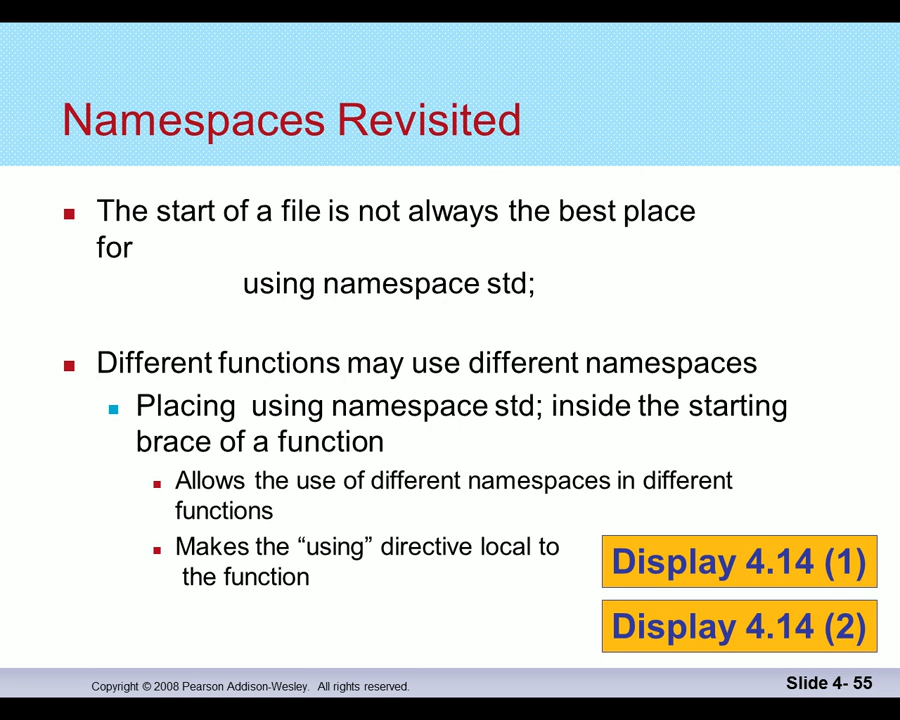 Namespaces Revisited
The start of a file is not always the best place
for
using namespace std;
Different functions may use different namespaces
Placing using namespace std; inside the starting
brace of a function
Allows the use of different namespaces in different
functions
Makes the “using” directive local to
the function
Display 4.14 (1)
Display 4.14 (2)
Copyright © 2008 Pearson Addison-Wesley. All rights reserved.
Slide 4- 55